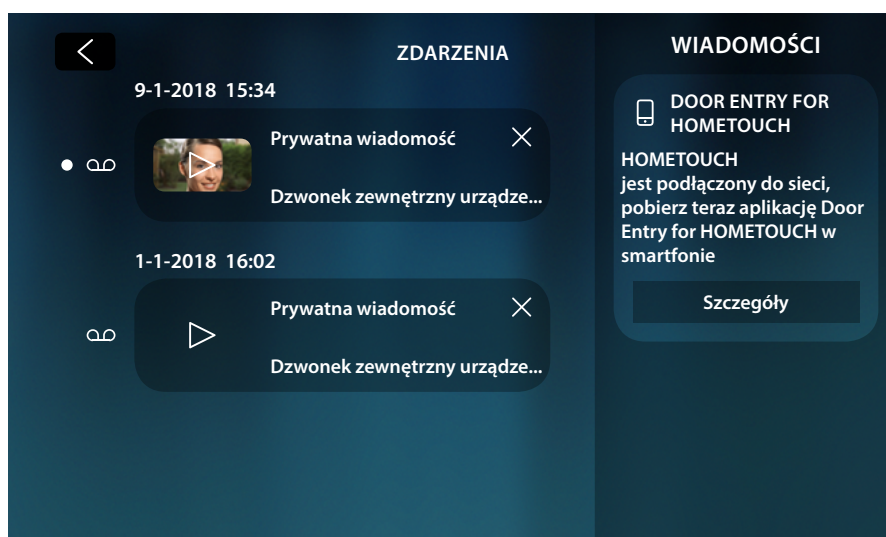 ZDARZENIA
9-1-2018 15:34
Prywatna wiadomość
Dzwonek zewnętrzny urządze...
1-1-2018 16:02
Prywatna wiadomość
Dzwonek zewnętrzny urządze...
WIADOMOŚCI
DOOR ENTRY FOR
HOMETOUCH
HOMETOUCH
jest podłączony do sieci,
pobierz teraz aplikację Door
Entry for HOMETOUCH w
smartfonie
Szczegóły